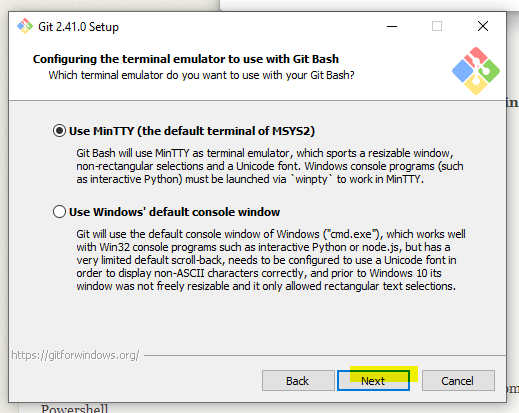 Git 2.41.0 Setup
Configuring the terminal emulator to use with Git Bash
Which terminal emulator do you want to use with your Git Bash?
Use MinTTY (the default terminal of MSYS2)
Git Bash will use MinTTY as terminal emulator, which sports a resizable window,
non-rectangular selections and a Unicode font. Windows console programs (such
as interactive Python) must be launched via `winpty` to work in MinTTY.
Use Windows' default console window
Git will use the default console window of Windows ("cmd.exe"), which works well
with Win32 console programs such as interactive Python or node.js, but has a
very limited default scroll-back, needs to be configured to use a Unicode font in
order to display non-ASCII characters correctly, and prior to Windows 10 its
window was not freely resizable and it only allowed rectangular text selections.
https://gitforwindows.org/
Back Next Cancel